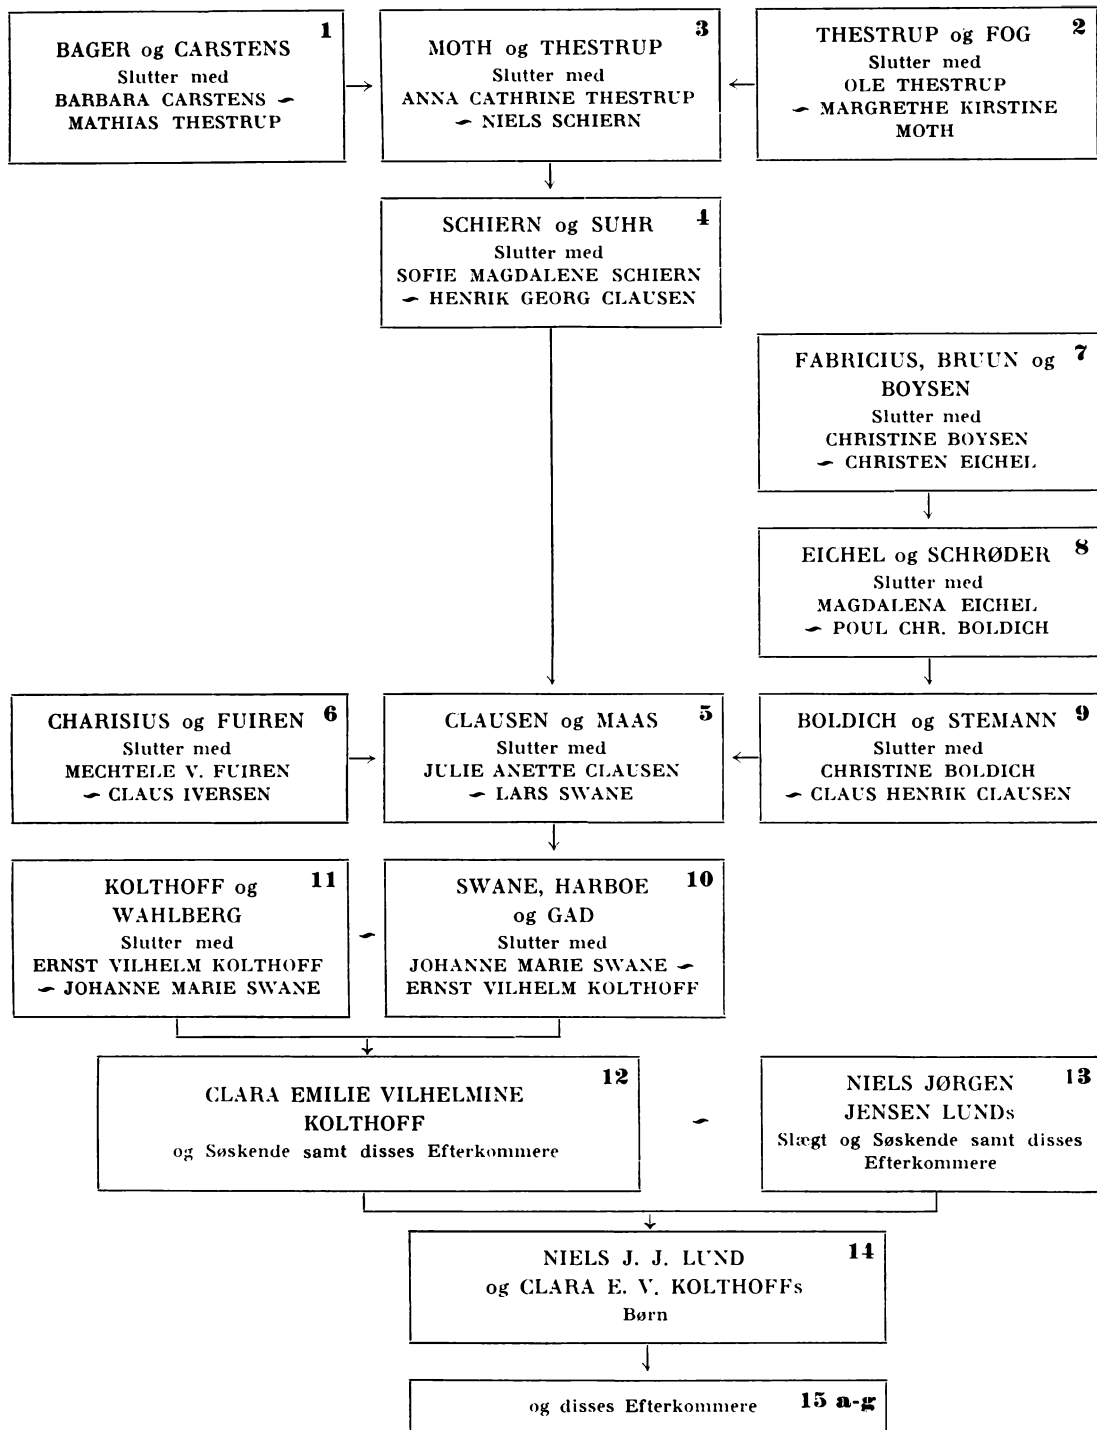 1
BAGER og CARSTENS
Slutter med
BARBARA CARSTENS ~
MATHIAS THESTRUP
3
MOTH og THESTRUP
Slutter med
ANNA CATHRINE THESTRUP
~ NIELS SCHIERN
2
THESTRUP og FOG
Slutter med
OLE THESTRUP
~ MARGRETHE KIRSTINE
MOTH
4
SCHIERN og SUHR
Slutter med
SOFIE MAGDALENE SCHIERN
~ HENRIK GEORG CLAUSEN
7
FABRICIUS, BRUUN og
BOYSEN
Slutter med
CHRISTINE BOYSEN
~ CHRISTEN EICHEL
8
EICHEL og SCHRØDER
Slutter med
MAGDALENA EICHEL
~ POUL CHR. BOLDICH
6
CHARISIUS og FUIREN
Slutter med
MECHTELE V. FUIREN
~ CLAUS IVERSEN
5
CLAUSEN og MAAS
Slutter med
JULIE ANETTE CLAUSEN
~ LARS SWANE
9
BOLDICH og STEMANN
Slutter med
CHRISTINE BOLDICH
~ CLAUS HENRIK CLAUSEN
11
KOLTHOFF og
WAHLBERG
Slutter med
ERNST VILHELM KOLTHOFF
~ JOHANNE MARIE SWANE
~
10
SWANE, HARBOE
og GAD
Slutter med
JOHANNE MARIE SWANE ~
ERNST VILHELM KOLTHOFF
12
CLARA EMILIE VILHELMINE
KOLTHOFF
og Søskende samt disses Efterkommere
~
13
NIELS JØRGEN
JENSEN LUNDs
Slægt og Søskende samt disses
Efterkommere
14
NIELS J. J. LUND
og CLARA E. V. KOLTHOFFs
Børn
og disses Efterkommere 15 a-g